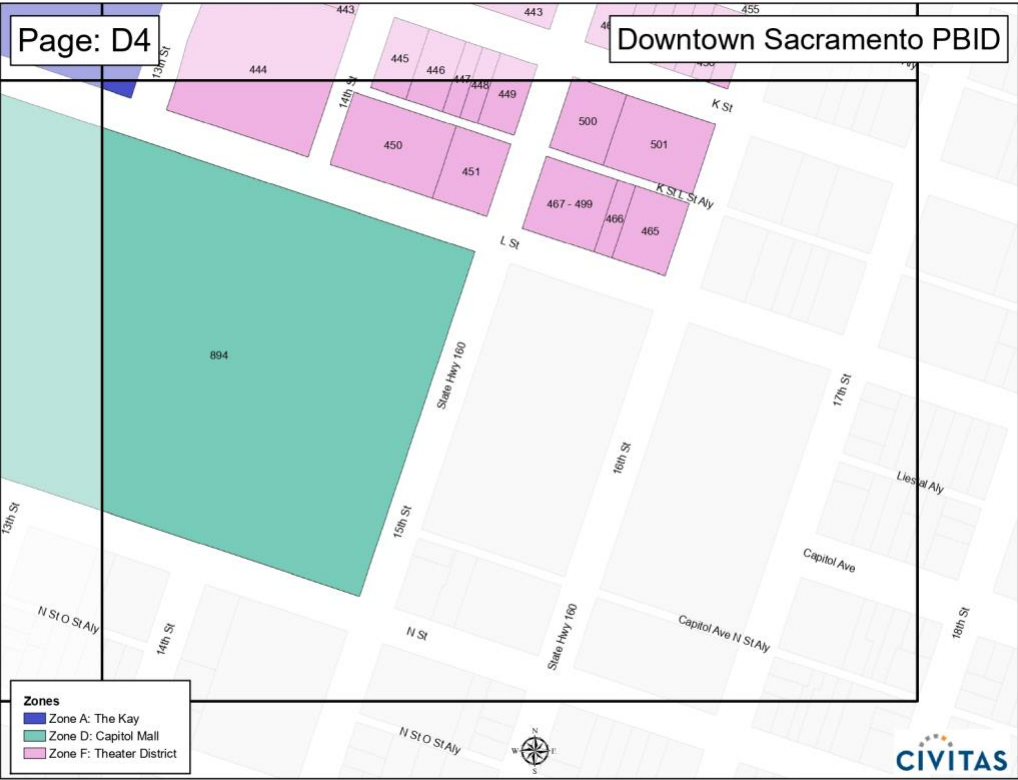 Page: D4
Downtown Sacramento PBID
443
443
455
13th St
444
14th St
445
446
447
448
449
450
451
500
501
K St
K St L St Aly
467 - 499
466
465
L St
894
State Hwy 160
17th St
16th St
Liestal Aly
13th St
15th St
Capitol Ave
N St O St Aly
14th St
N St
State Hwy 160
Capitol Ave N St Aly
18th St
Zones
Zone A: The Kay
Zone D: Capitol Mall
Zone F: Theater District
N St O St Aly
N
W E
S
CIVITAS